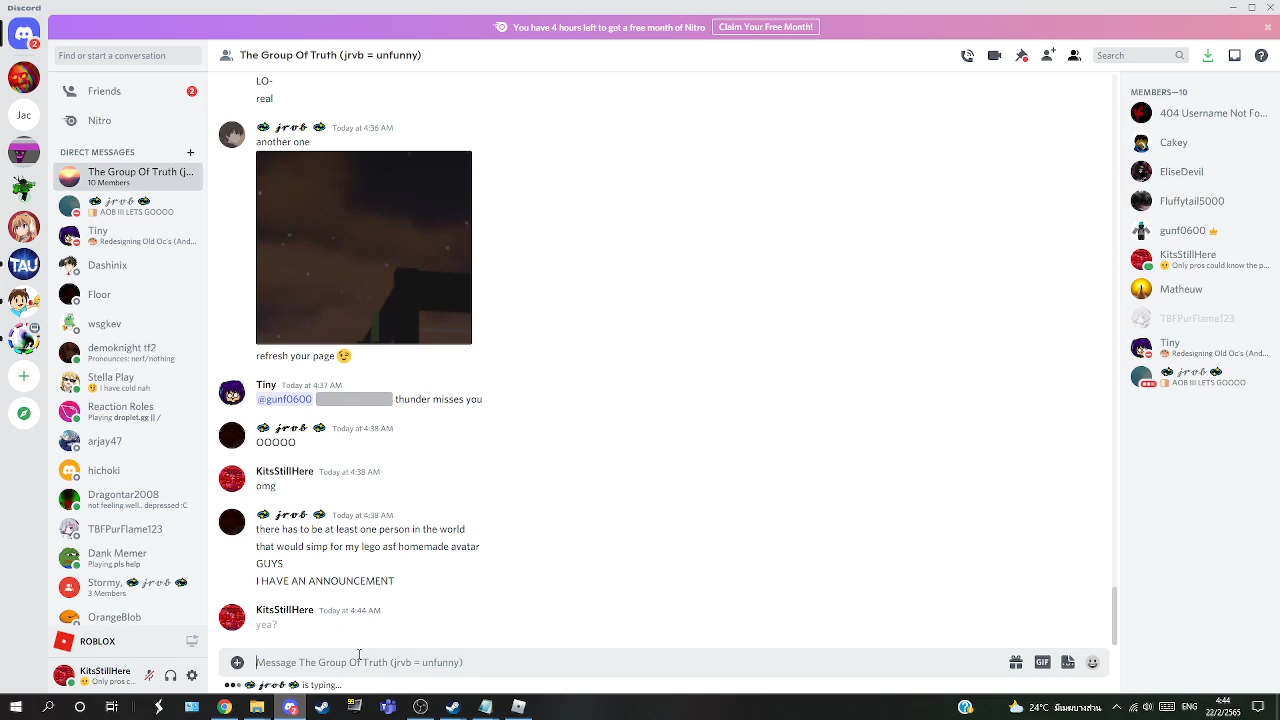 Discord
You have 4 hours left to get a free month of Nitro
Claim Your Free Month!
2
Jac
TAU
Find or start a conversation
Friends
2
Nitro
DIRECT MESSAGES
The Group Of Truth (j...
10 Members
𝓳𝓻𝓿𝓫
AOB III LETS GOOOO
Tiny
Redesigning Old Oc's (And...
Dashinix
Floor
wsgkev
demoknight tf2
Pronouns: nerf/nothing
Stella Play
I have cold nah
Reaction Roles
Playing droplet.gg || /
arjay47
hichoki
Dragontar2008
not feeling well.. depressed :C
TBFPurFlame123
Dank Memer
Playing pls help
Stormy, 𝓳𝓻𝓿𝓫
3 Members
OrangeBlob
ROBLOX
KitsStillHere
Only pros c...
The Group Of Truth (jrvb = unfunny)
Search
LO-
real
𝓳𝓻𝓿𝓫 Today at 4:36 AM
another one
refresh your page 😉
Tiny Today at 4:37 AM
@gunf0600 thunder misses you
𝓳𝓻𝓿𝓫 Today at 4:38 AM
OOOOO
KitsStillHere Today at 4:38 AM
omg
𝓳𝓻𝓿𝓫 Today at 4:38 AM
there has to be at least one person in the world
that would simp for my lego asf homemade avatar
GUYS
I HAVE AN ANNOUNCEMENT
KitsStillHere Today at 4:44 AM
yea?
Message The Group Of Truth (jrvb = unfunny)
GIF
𝓳𝓻𝓿𝓫 is typing...
MEMBERS—10
404 Username Not Fo...
Cakey
EliseDevil
Fluffytail5000
gunf0600
KitsStillHere
Only pros could know the p...
Matheuw
TBFPurFlame123
Tiny
Redesigning Old Oc's (And...
𝓳𝓻𝓿𝓫
AOB III LETS GOOOO
2
24°C Clear
ENG
4:44
22/2/2565